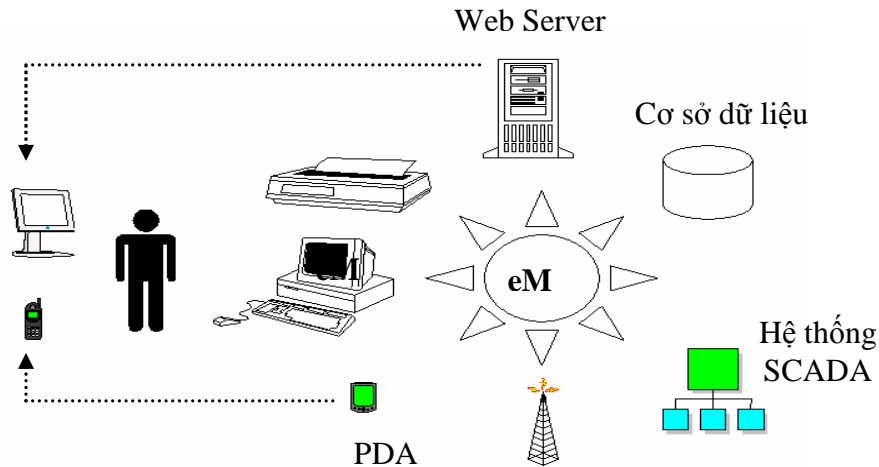 Web Server
Cơ sở dữ liệu
eM
Hệ thống
SCADA
PDA